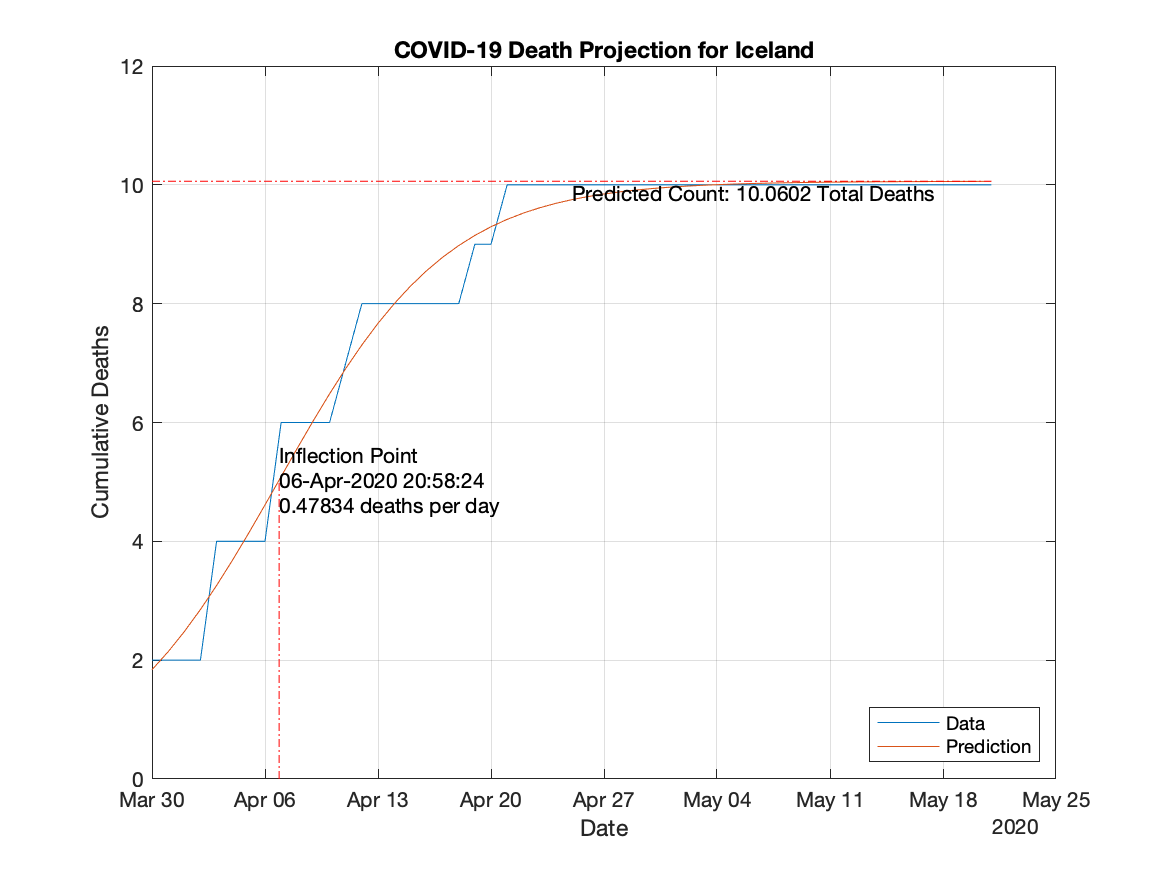 COVID-19 Death Projection for Iceland
12
10
8
6
4
2
0
Cumulative Deaths
Predicted Count: 10.0602 Total Deaths
Inflection Point
06-Apr-2020 20:58:24
0.47834 deaths per day
Data
Prediction
Mar 30 Apr 06 Apr 13 Apr 20 Apr 27 May 04 May 11 May 18 May 25
Date
2020